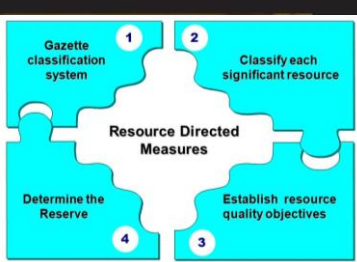 1
Gazette
classification
system
2
Classify each
significant resource
Resource Directed
Measures
Determine the
Reserve
4
Establish resource
quality objectives
3